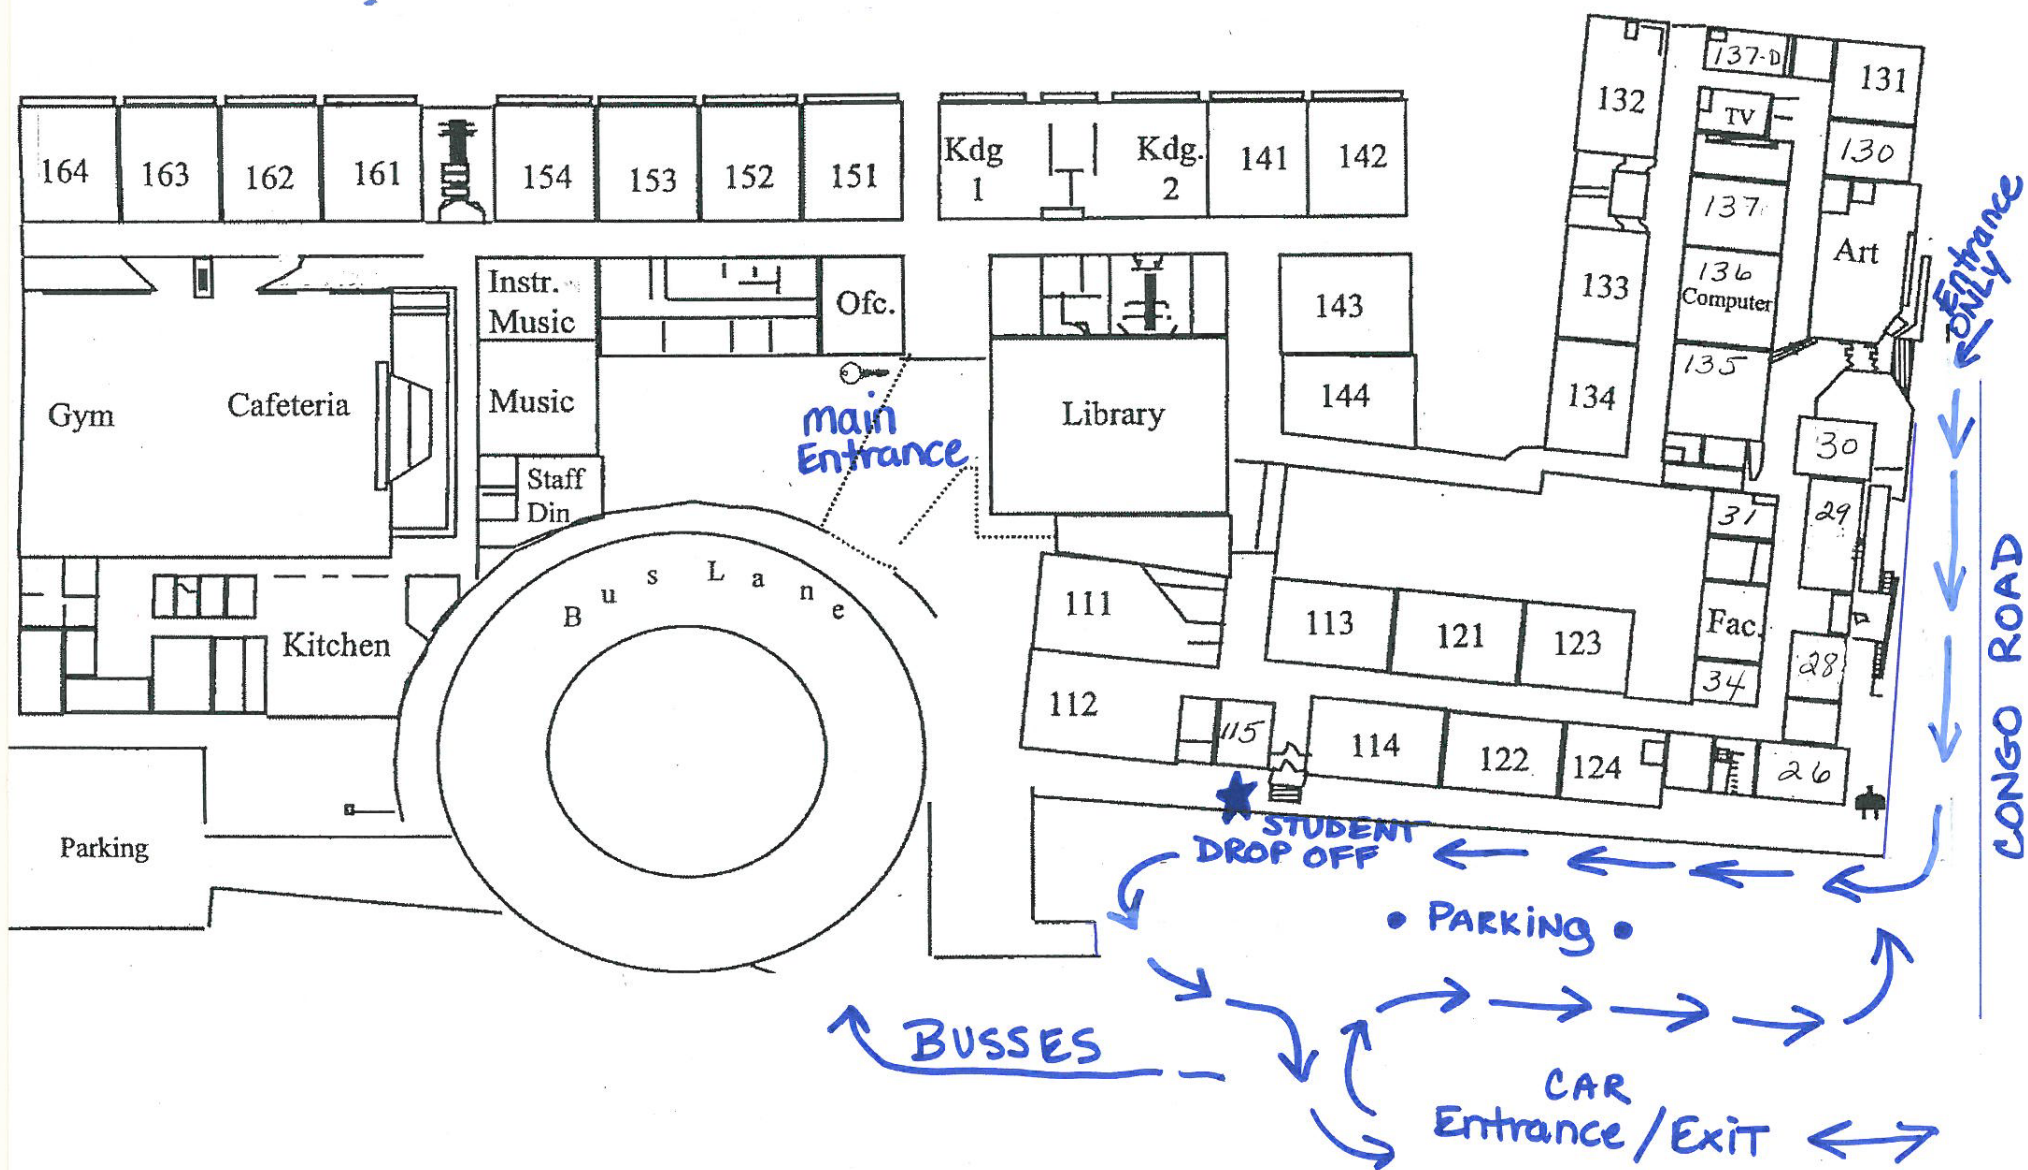 164
163
162
161
154
153
152
151
Kdg
1
Kdg.
2
141
142
132
137-D
131
TV
130
137
Art
136
Computer
133
135
134
30
Entrance
ONLY
Gym
Cafeteria
Instr.
Music
Ofc.
Music
Staff
Din
main
Entrance
Library
143
144
31
29
Bus Lane
111
113
121
123
Fac.
28
34
Kitchen
112
115
114
122
124
26
CONGO ROAD
Parking
STUDENT
DROP OFF
• PARKING •
BUSSES
CAR
Entrance/Exit